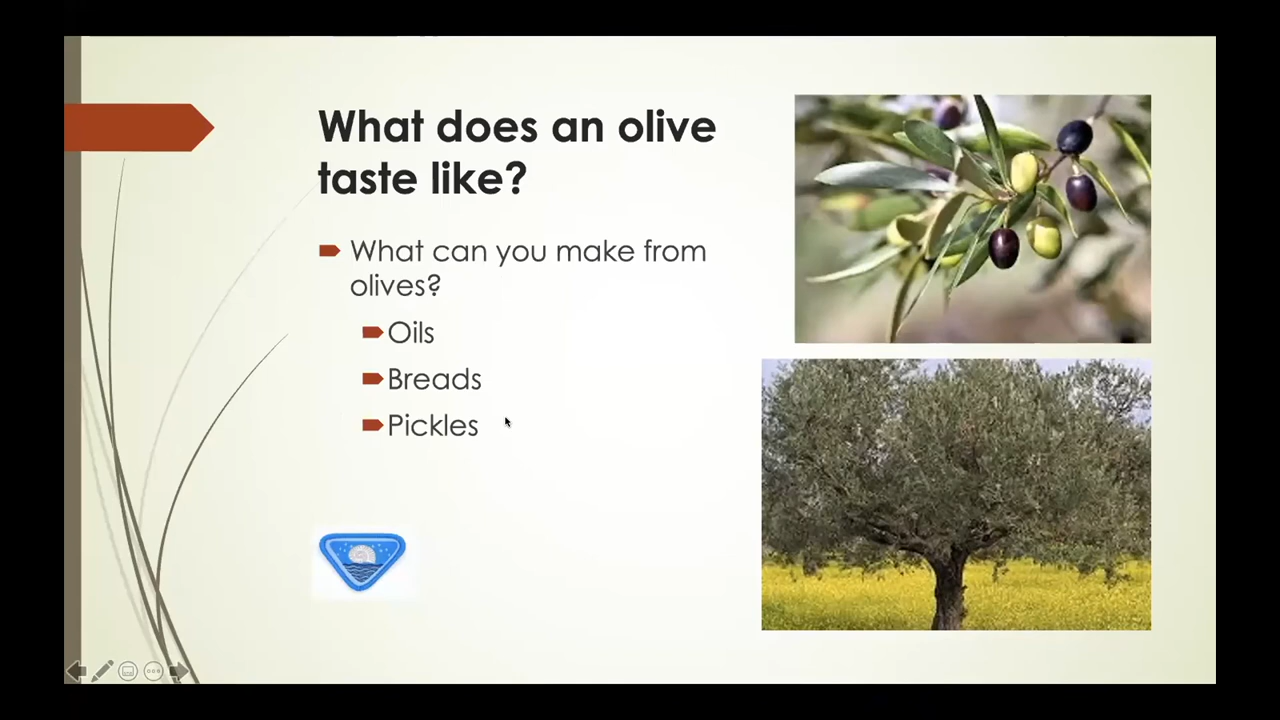 What does an olive
taste like?
What can you make from
olives?
Oils
Breads
Pickles